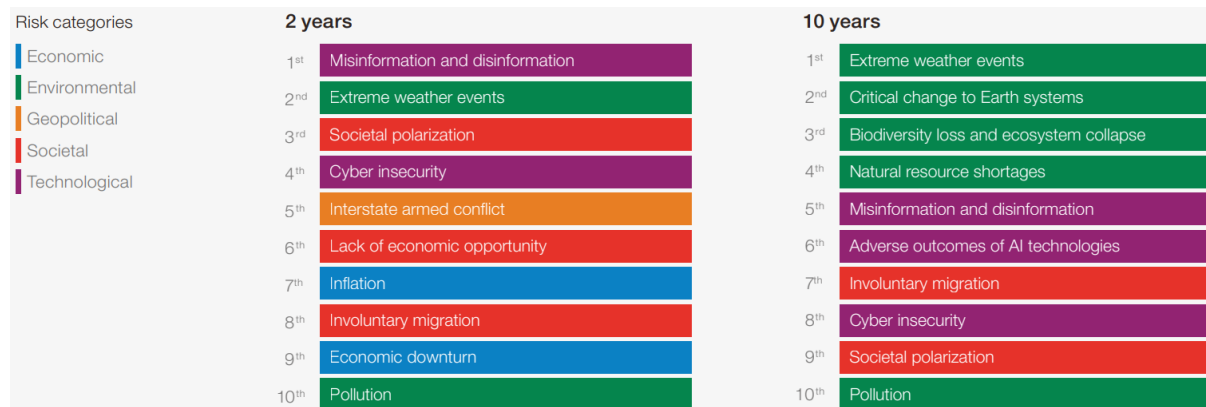 Risk categories
Economic
Environmental
Geopolitical
Societal
Technological
2 years
1st Misinformation and disinformation
2nd Extreme weather events
3rd Societal polarization
4th Cyber insecurity
5th Interstate armed conflict
6th Lack of economic opportunity
7th Inflation
8th Involuntary migration
9th Economic downturn
10th Pollution
10 years
1st Extreme weather events
2nd Critical change to Earth systems
3rd Biodiversity loss and ecosystem collapse
4th Natural resource shortages
5th Misinformation and disinformation
6th Adverse outcomes of AI technologies
7th Involuntary migration
8th Cyber insecurity
9th Societal polarization
10th Pollution